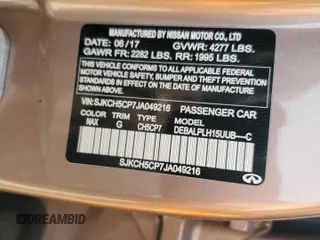 MANUFACTURED BY NISSAN MOTOR CO., LTD
DATE: 06/17 GVWR: 4277 LBS.
GAWR FR: 2282 LBS. RR: 1995 LBS.
THIS VEHICLE CONFORMS TO ALL APPLICABLE FEDERAL
MOTOR VEHICLE SAFETY, BUMPER AND THEFT PREVENTION
STANDARDS IN EFFECT ON THE DATE OF MANUFACTURE
SHOWN ABOVE.
VIN:SJKCH5CP7JA049216 PASSENGER CAR
COLOR TRIM TYPE MODEL
NAX G CH5CP7 DEBALPLH15UUB—C
SJKCH5CP7JA049216
INFINITI
DREAMBID